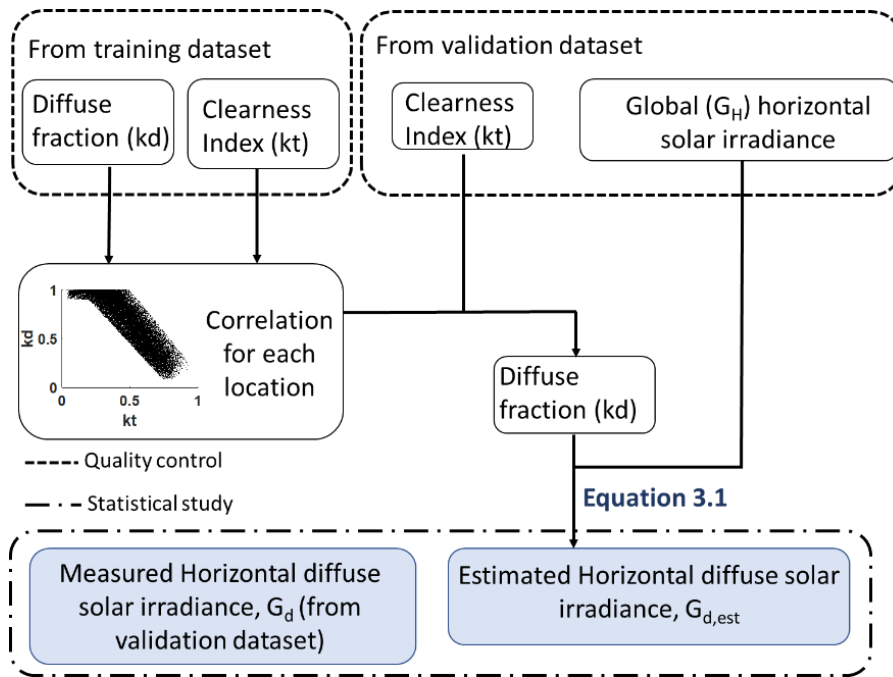 From training dataset
Diffuse
fraction (kd)
Clearness
Index (kt)
From validation dataset
Clearness
Index (kt)
Global (G_H) horizontal
solar irradiance
1
0.5
0
kd
0
0.5
1
kt
Correlation
for each
location
Diffuse
fraction (kd)
Quality control
Statistical study
Equation 3.1
Measured Horizontal diffuse
solar irradiance, G_d (from
validation dataset)
Estimated Horizontal diffuse solar
irradiance, G_d,est